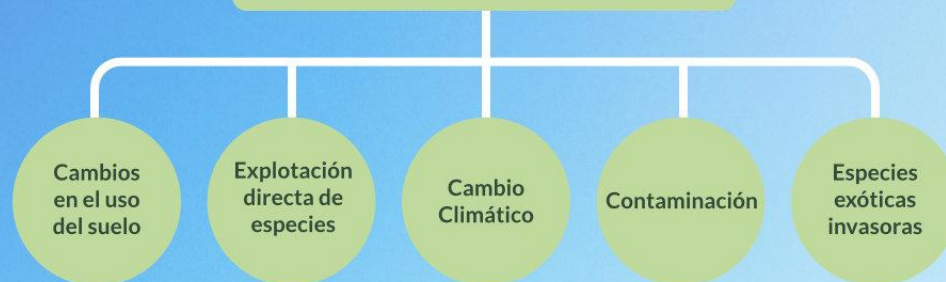 Cambios
en el uso
del suelo
Explotación
directa de
especies
Cambio
Climático
Contaminación
Especies
exóticas
invasoras